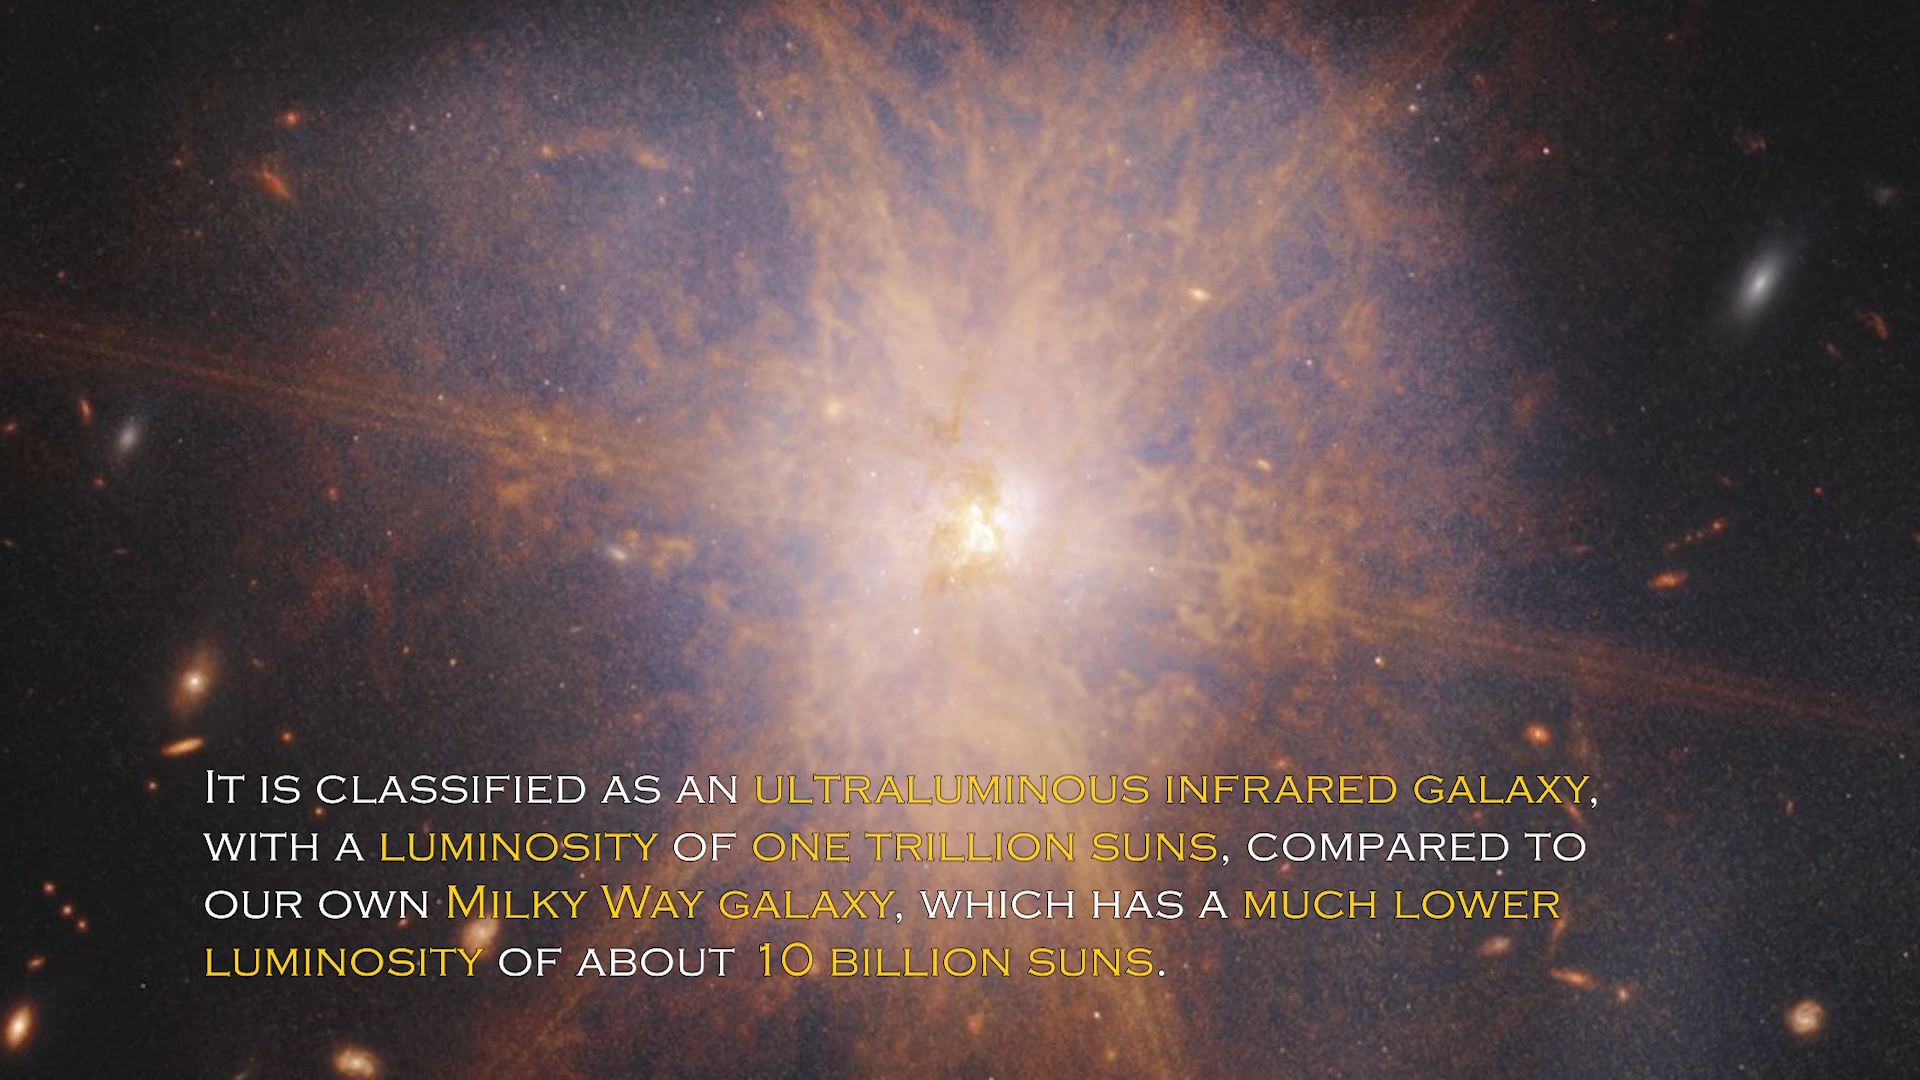 It is classified as an ultraluminous infrared galaxy,
with a luminosity of one trillion suns, compared to
our own Milky Way galaxy, which has a much lower
luminosity of about 10 billion suns.